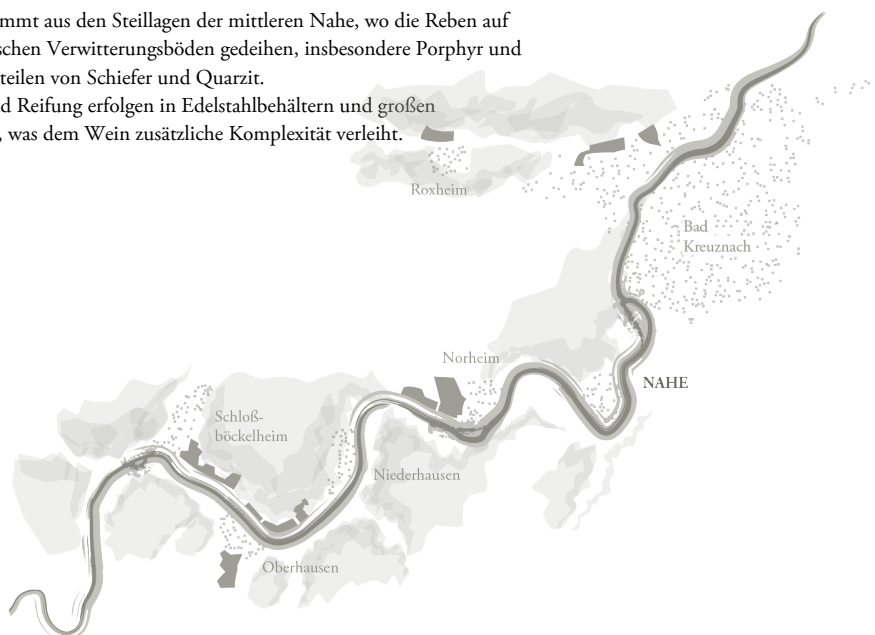 mmt aus den Steillagen der mittleren Nahe, wo die Reben auf
schen Verwitterungsböden gedeihen, insbesondere Porphyr und
teilen von Schiefer und Quarzit.
d Reifung erfolgen in Edelstahlbehältern und großen
, was dem Wein zusätzliche Komplexität verleiht.
Roxheim
Bad
Kreuznach
Norheim
NAHE
Schloß-
böckelheim
Niederhausen
Oberhausen